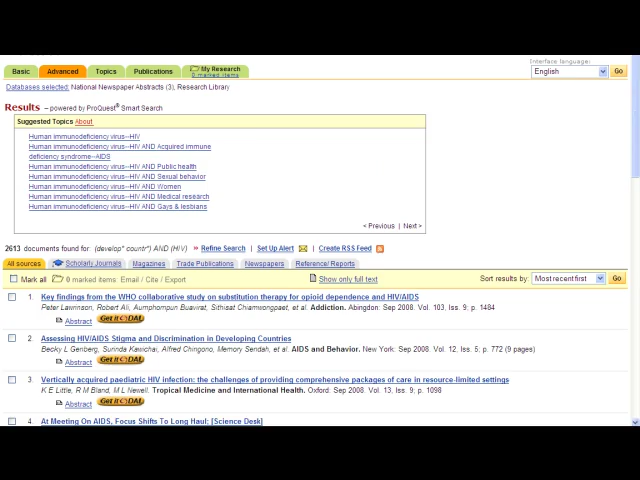 Interface language:
Basic Advanced Topics Publications My Research
0 marked items
English Go
Databases selected: National Newspaper Abstracts (3), Research Library
Results – powered by ProQuest® Smart Search
Suggested Topics About
Human immunodeficiency virus--HIV
Human immunodeficiency virus--HIV AND Acquired immune
deficiency syndrome--AIDS
Human immunodeficiency virus--HIV AND Public health
Human immunodeficiency virus--HIV AND Sexual behavior
Human immunodeficiency virus--HIV AND Women
Human immunodeficiency virus--HIV AND Medical research
Human immunodeficiency virus--HIV AND Gays & lesbians
< Previous | Next >
2613 documents found for: (develop* countr*) AND (HIV) » Refine Search | Set Up Alert | Create RSS Feed
All sources Scholarly Journals Magazines Trade Publications Newspapers Reference/Reports
Mark all 0 marked items: Email / Cite / Export Show only full text Sort results by: Most recent first Go
1. Key findings from the WHO collaborative study on substitution therapy for opioid dependence and HIV/AIDS
Peter Lawrinson, Robert Ali, Aumphornpun Buavirat, Sithisat Chiamwongpaet, et al. Addiction. Abingdon: Sep 2008. Vol. 103, Iss. 9; p. 1484
Abstract Get it @ DAL
2. Assessing HIV/AIDS Stigma and Discrimination in Developing Countries
Becky L Genberg, Surinda Kawichai, Alfred Chingono, Memory Sendah, et al. AIDS and Behavior. New York: Sep 2008. Vol. 12, Iss. 5; p. 772 (9 pages)
Abstract Get it @ DAL
3. Vertically acquired paediatric HIV infection: the challenges of providing comprehensive packages of care in resource-limited settings
K E Little, R M Bland, M L Newell. Tropical Medicine and International Health. Oxford: Sep 2008. Vol. 13, Iss. 9; p. 1098
Abstract Get it @ DAL
4. At Meeting On AIDS, Focus Shifts To Long Haul; [Science Desk]